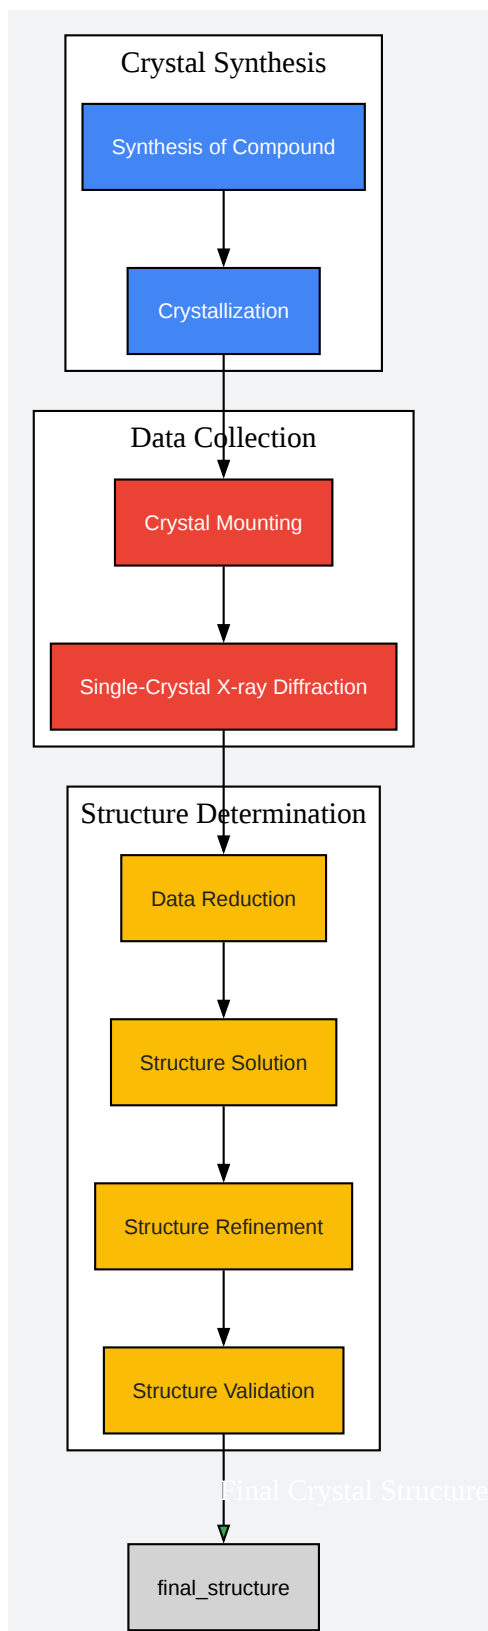 Crystal Synthesis
Synthesis of Compound
Crystallization
Data Collection
Crystal Mounting
Single-Crystal X-ray Diffraction
Structure Determination
Data Reduction
Structure Solution
Structure Refinement
Structure Validation
Final Crystal Structure
final_structure